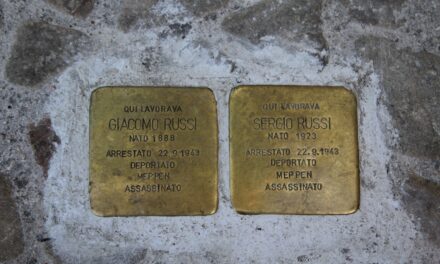 QUI LAVORAVA
GIACOMO RUSSI
NATO 1888
ARRESTATO 22.9.1943
DEPORTATO
MEPPEN
ASSASSINATO
QUI LAVORAVA
SERGIO RUSSI
NATO 1923
ARRESTATO 22.9.1943
DEPORTATO
MEPPEN
ASSASSINATO